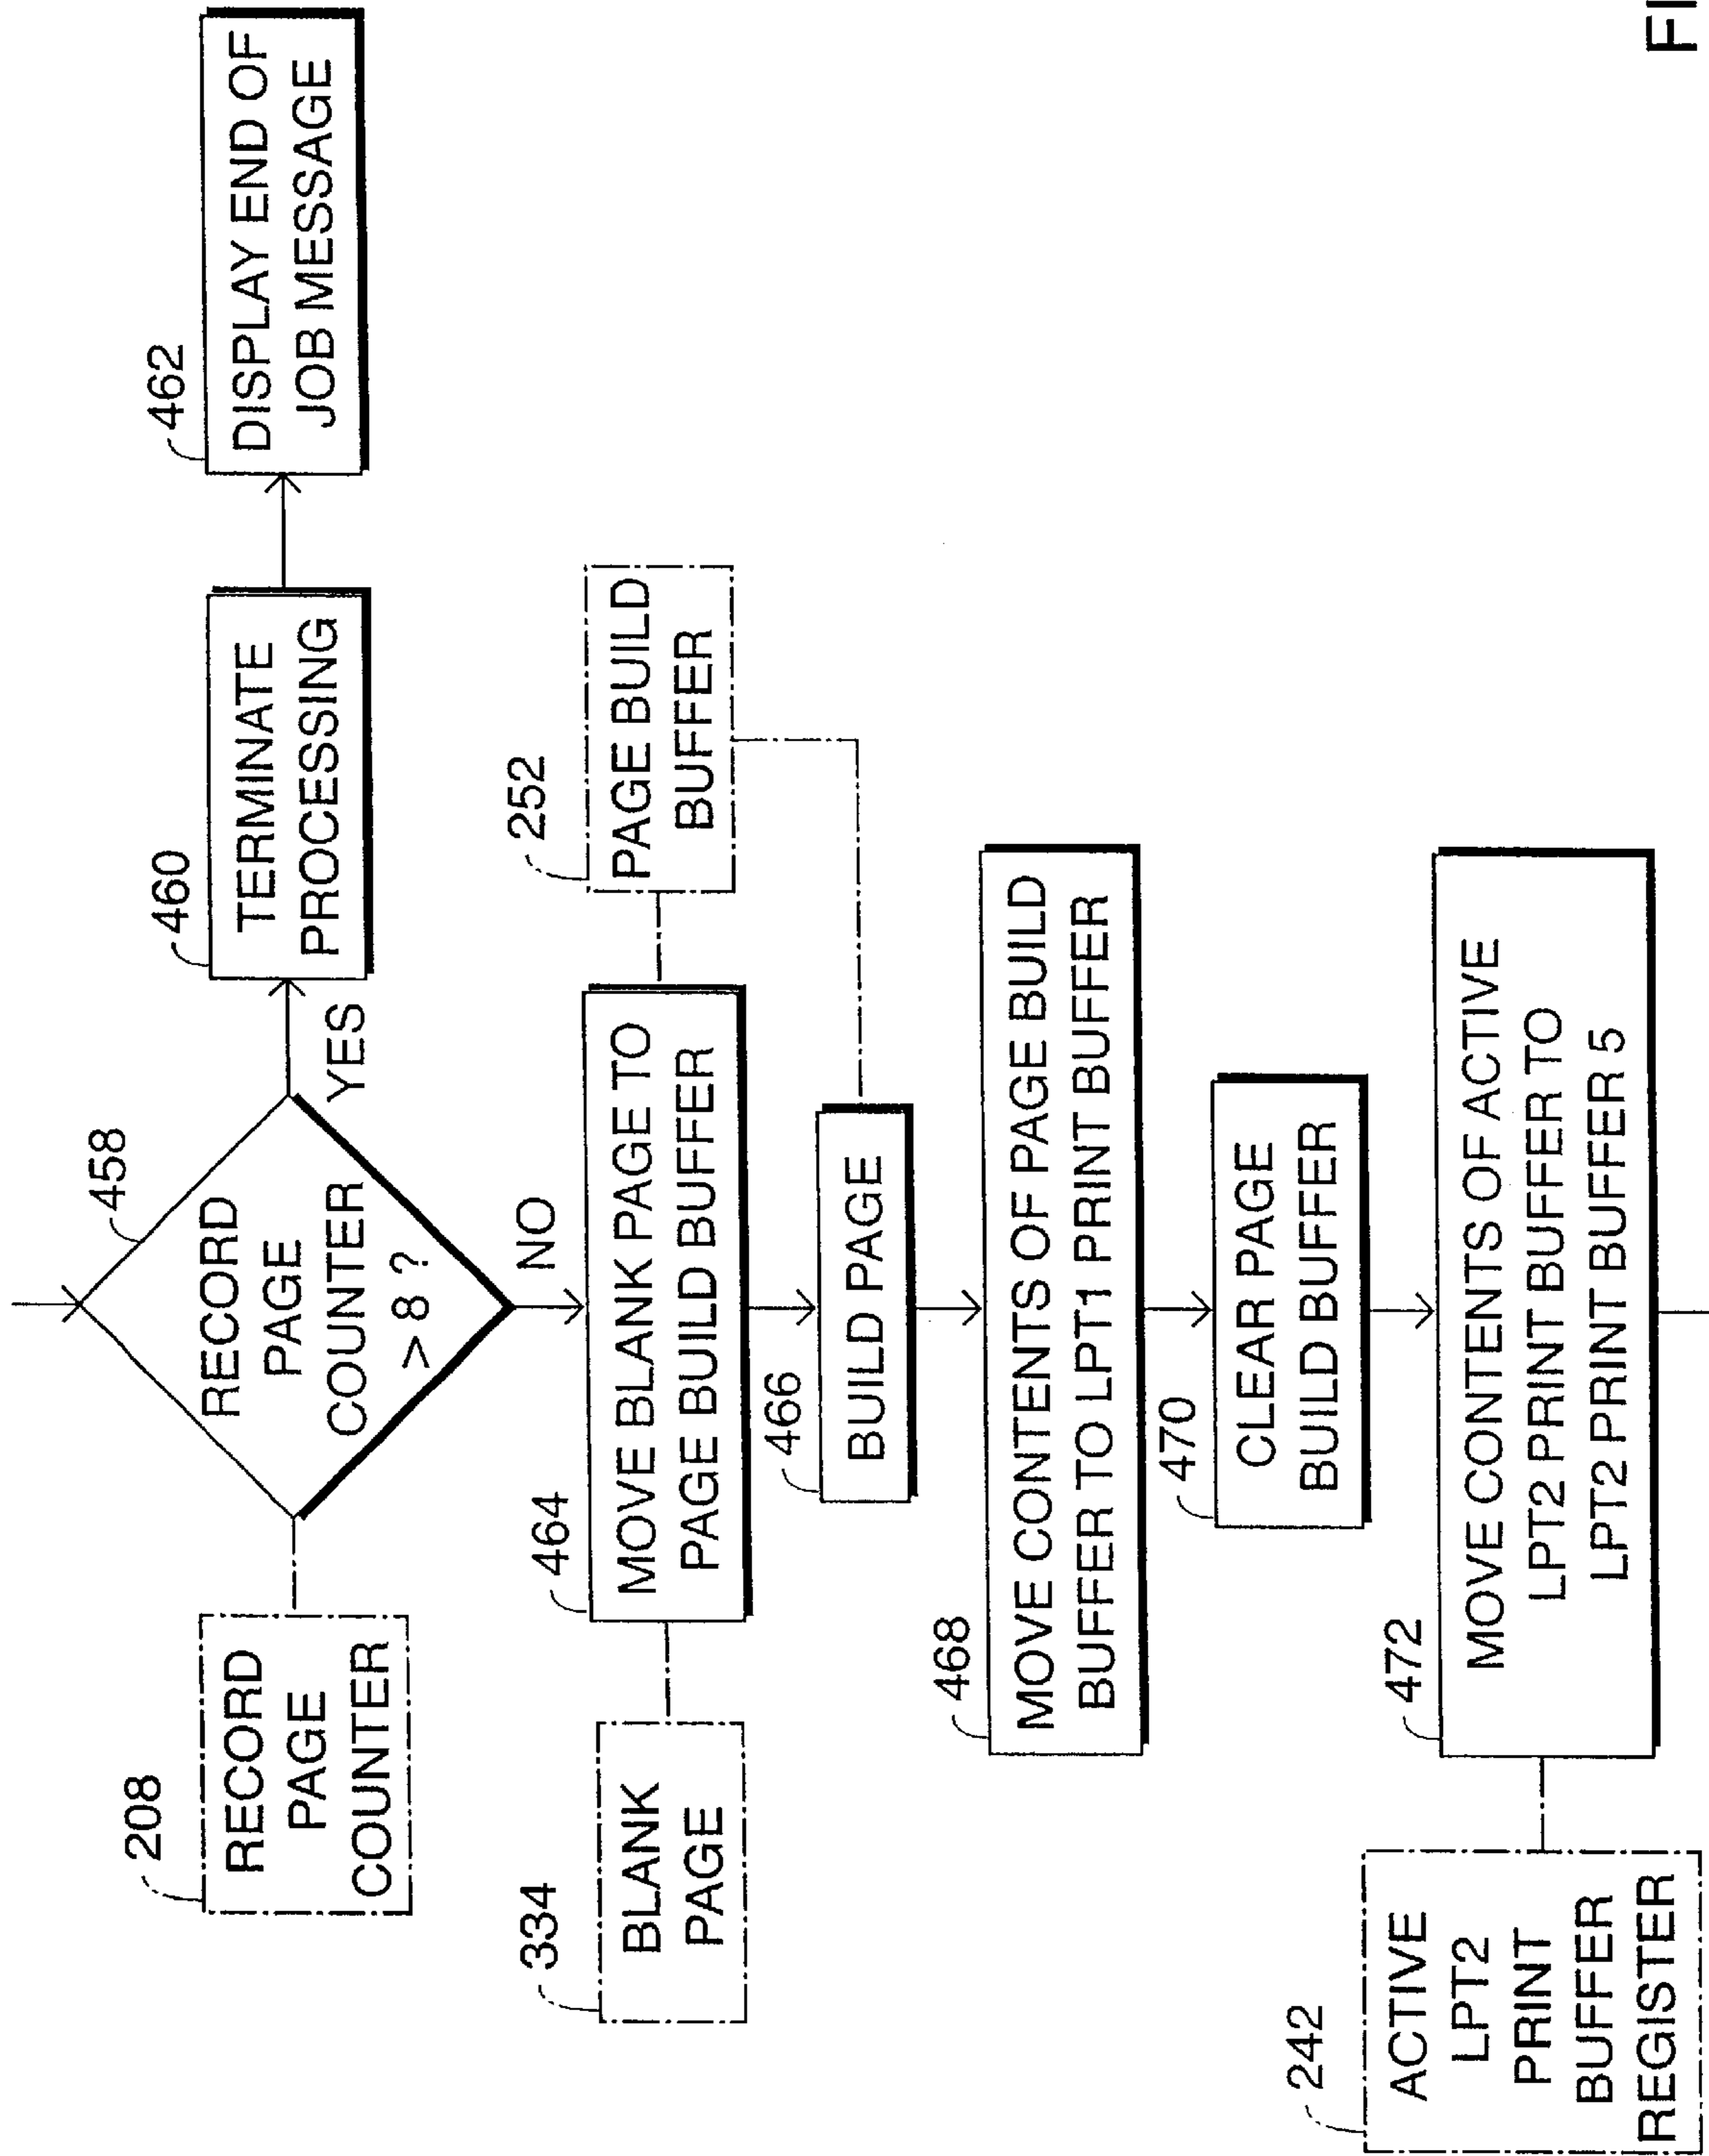 208
RECORD
PAGE
COUNTER
458
RECORD
PAGE
COUNTER
> 8 ?
YES
NO
460
TERMINATE
PROCESSING
462
DISPLAY END OF
JOB MESSAGE
334
BLANK
PAGE
464
MOVE BLANK PAGE TO
PAGE BUILD BUFFER
252
PAGE BUILD
BUFFER
466
BUILD PAGE
468
MOVE CONTENTS OF PAGE BUILD
BUFFER TO LPT1 PRINT BUFFER
470
CLEAR PAGE
BUILD BUFFER
242
ACTIVE
LPT2
PRINT
BUFFER
REGISTER
472
MOVE CONTENTS OF ACTIVE
LPT2 PRINT BUFFER TO
LPT2 PRINT BUFFER 5